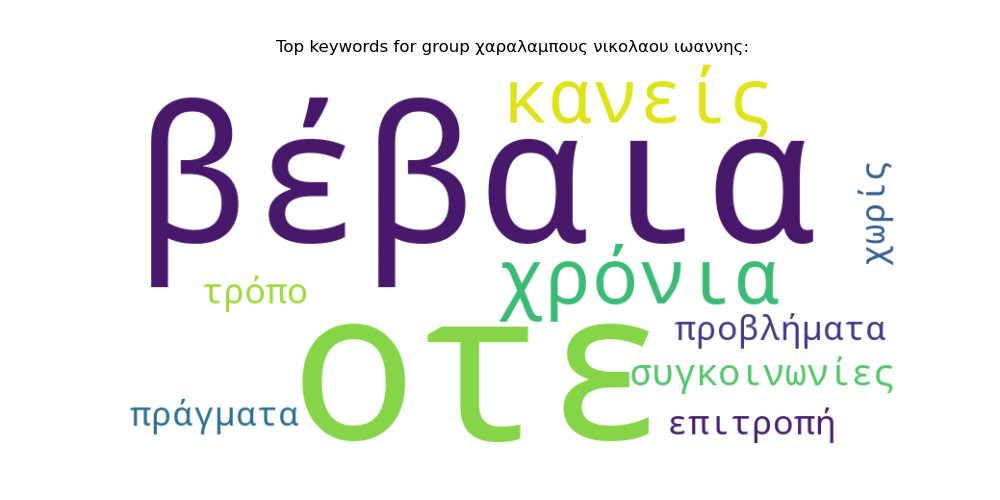 Top keywords for group χαραλαμπους νικολαου ιωαννης:
κανείς
βέβαια
χωρίς
χρόνια
τρόπο
προβλήματα
οτε
συγκοινωνίες
πράγματα
επιτροπή